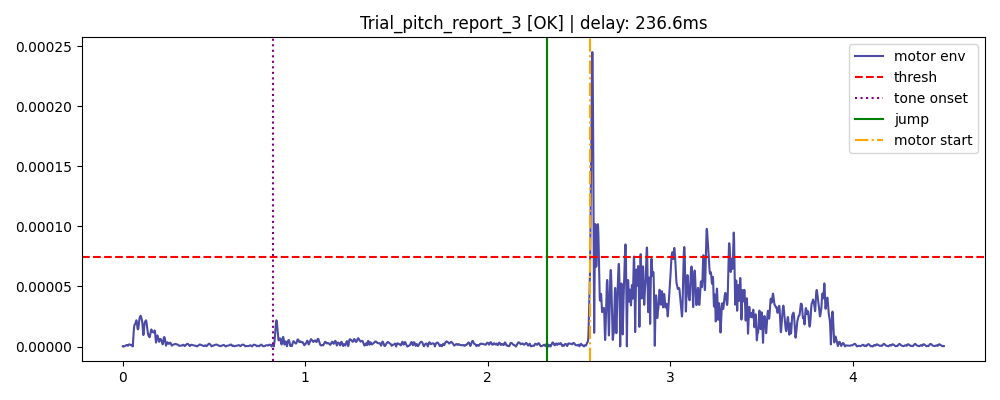 Trial_pitch_report_3 [OK] | delay: 236.6ms
0.00025
0.00020
0.00015
0.00010
0.00005
0.00000
motor env
thresh
tone onset
jump
motor start
0 1 2 3 4